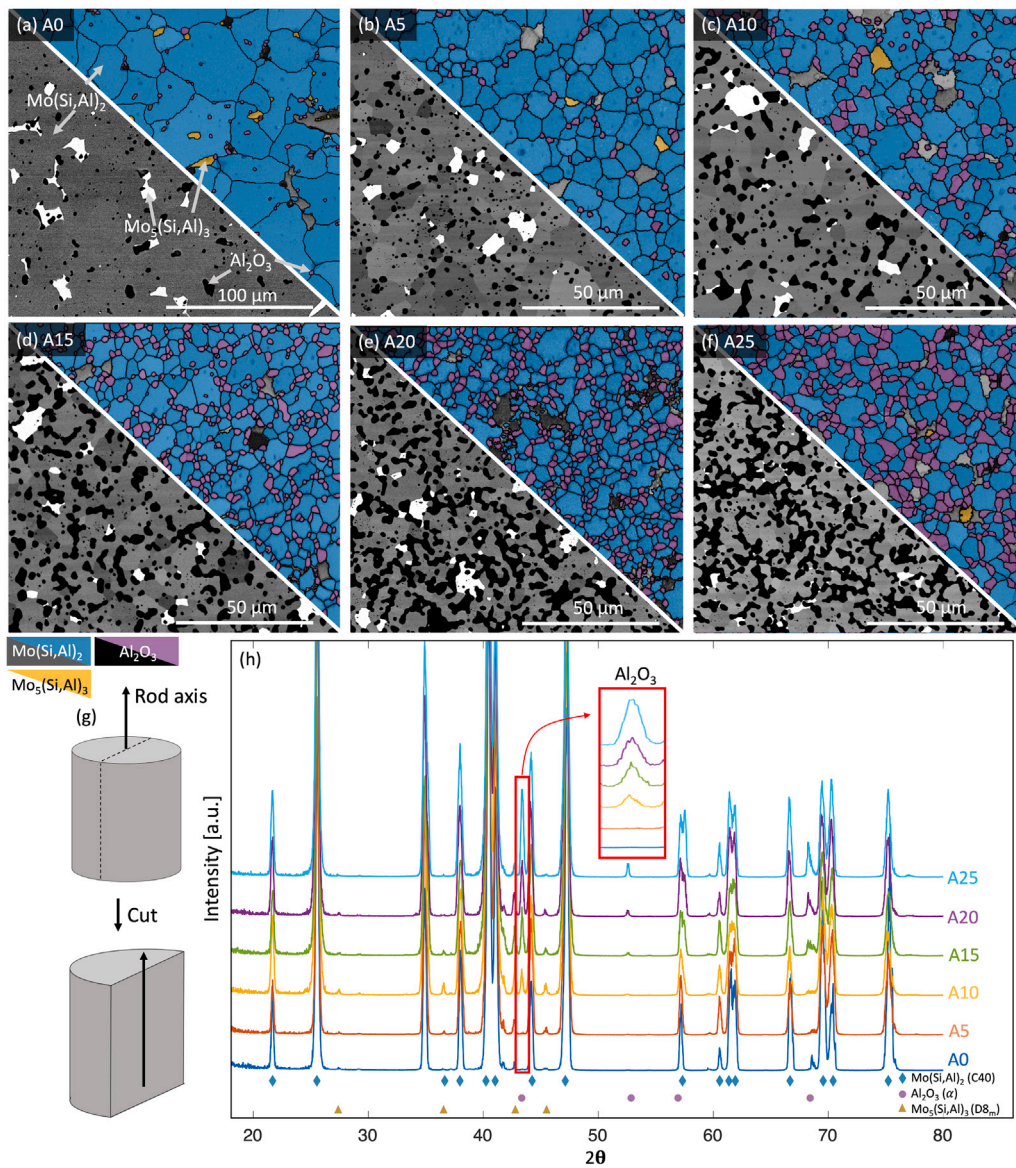 (a) A0
(b) A5
(c) A10
Mo(Si,Al)₂
Mo₅(Si,Al)₃
Al₂O₃
100 μm
50 μm
50 μm
(d) A15
(e) A20
(f) A25
50 μm
50 μm
50 μm
Mo(Si,Al)₂
Al₂O₃
Mo₅(Si,Al)₃
(g)
Rod axis
Cut
(h)
Al₂O₃
Intensity [a.u.]
A25
A20
A15
A10
A5
A0
Mo(Si,Al)₂ (C40)
Al₂O₃ (α)
Mo₅(Si,Al)₃ (D8ₘ)
20 30 40 50 60 70 80
2θ